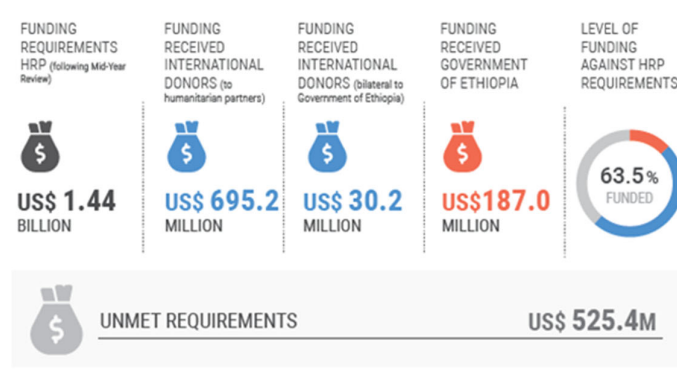 FUNDING
REQUIREMENTS
HRP (following Mid-Year
Review)
US$ 1.44
BILLION
FUNDING
RECEIVED
INTERNATIONAL
DONORS (to
humanitarian partners)
US$ 695.2
MILLION
FUNDING
RECEIVED
INTERNATIONAL
DONORS (bilateral to
Government of Ethiopia)
US$ 30.2
MILLION
FUNDING
RECEIVED
GOVERNMENT
OF ETHIOPIA
US$187.0
MILLION
LEVEL OF
FUNDING
AGAINST HRP
REQUIREMENTS
63.5%
FUNDED
$
$
$
$
$
UNMET REQUIREMENTS US$ 525.4M